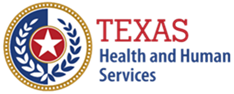 TEXAS
Health and Human
Services